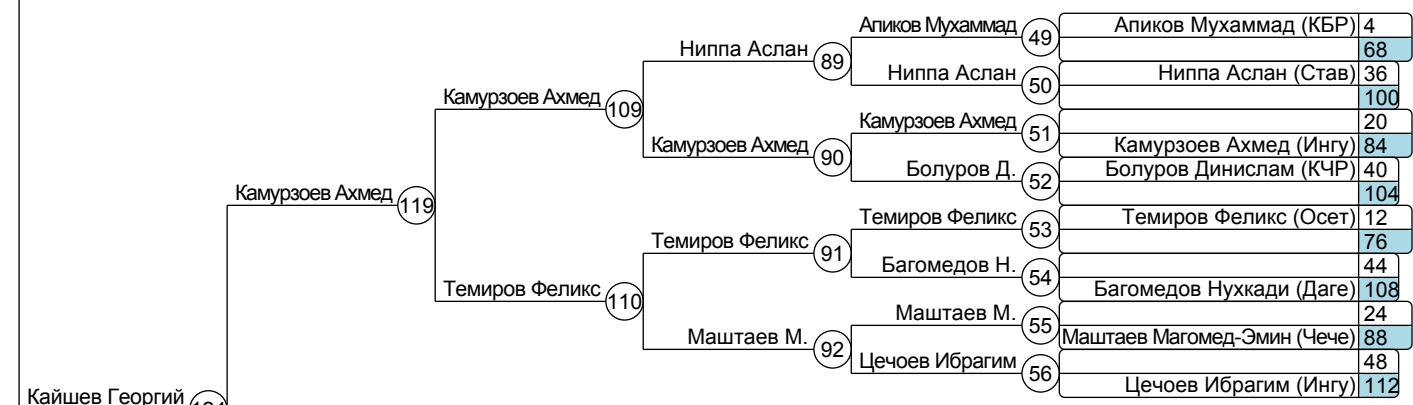 Апиков Мухаммад 49 Апиков Мухаммад (КБР) 4
Ниппа Аслан 89 68
Ниппа Аслан 50 Ниппа Аслан (Став) 36
Камурзоев Ахмед 109 100
Камурзоев Ахмед 51 20
Камурзоев Ахмед 90 Камурзоев Ахмед (Ингу) 84
Болуров Д. 52 Болуров Динислам (КЧР) 40
104
Камурзоев Ахмед 119
Темиров Феликс 53 Темиров Феликс (Осет) 12
Темиров Феликс 91 76
Багомедов Н. 54 44
Темиров Феликс 110 Багомедов Нухкади (Даге) 108
Маштаев М. 55 24
Маштаев М. 92 Маштаев Магомед-Эмин (Чече) 88
Цечоев Ибрагим 56 48
Цечоев Ибрагим (Ингу) 112
Кайшев Георгий